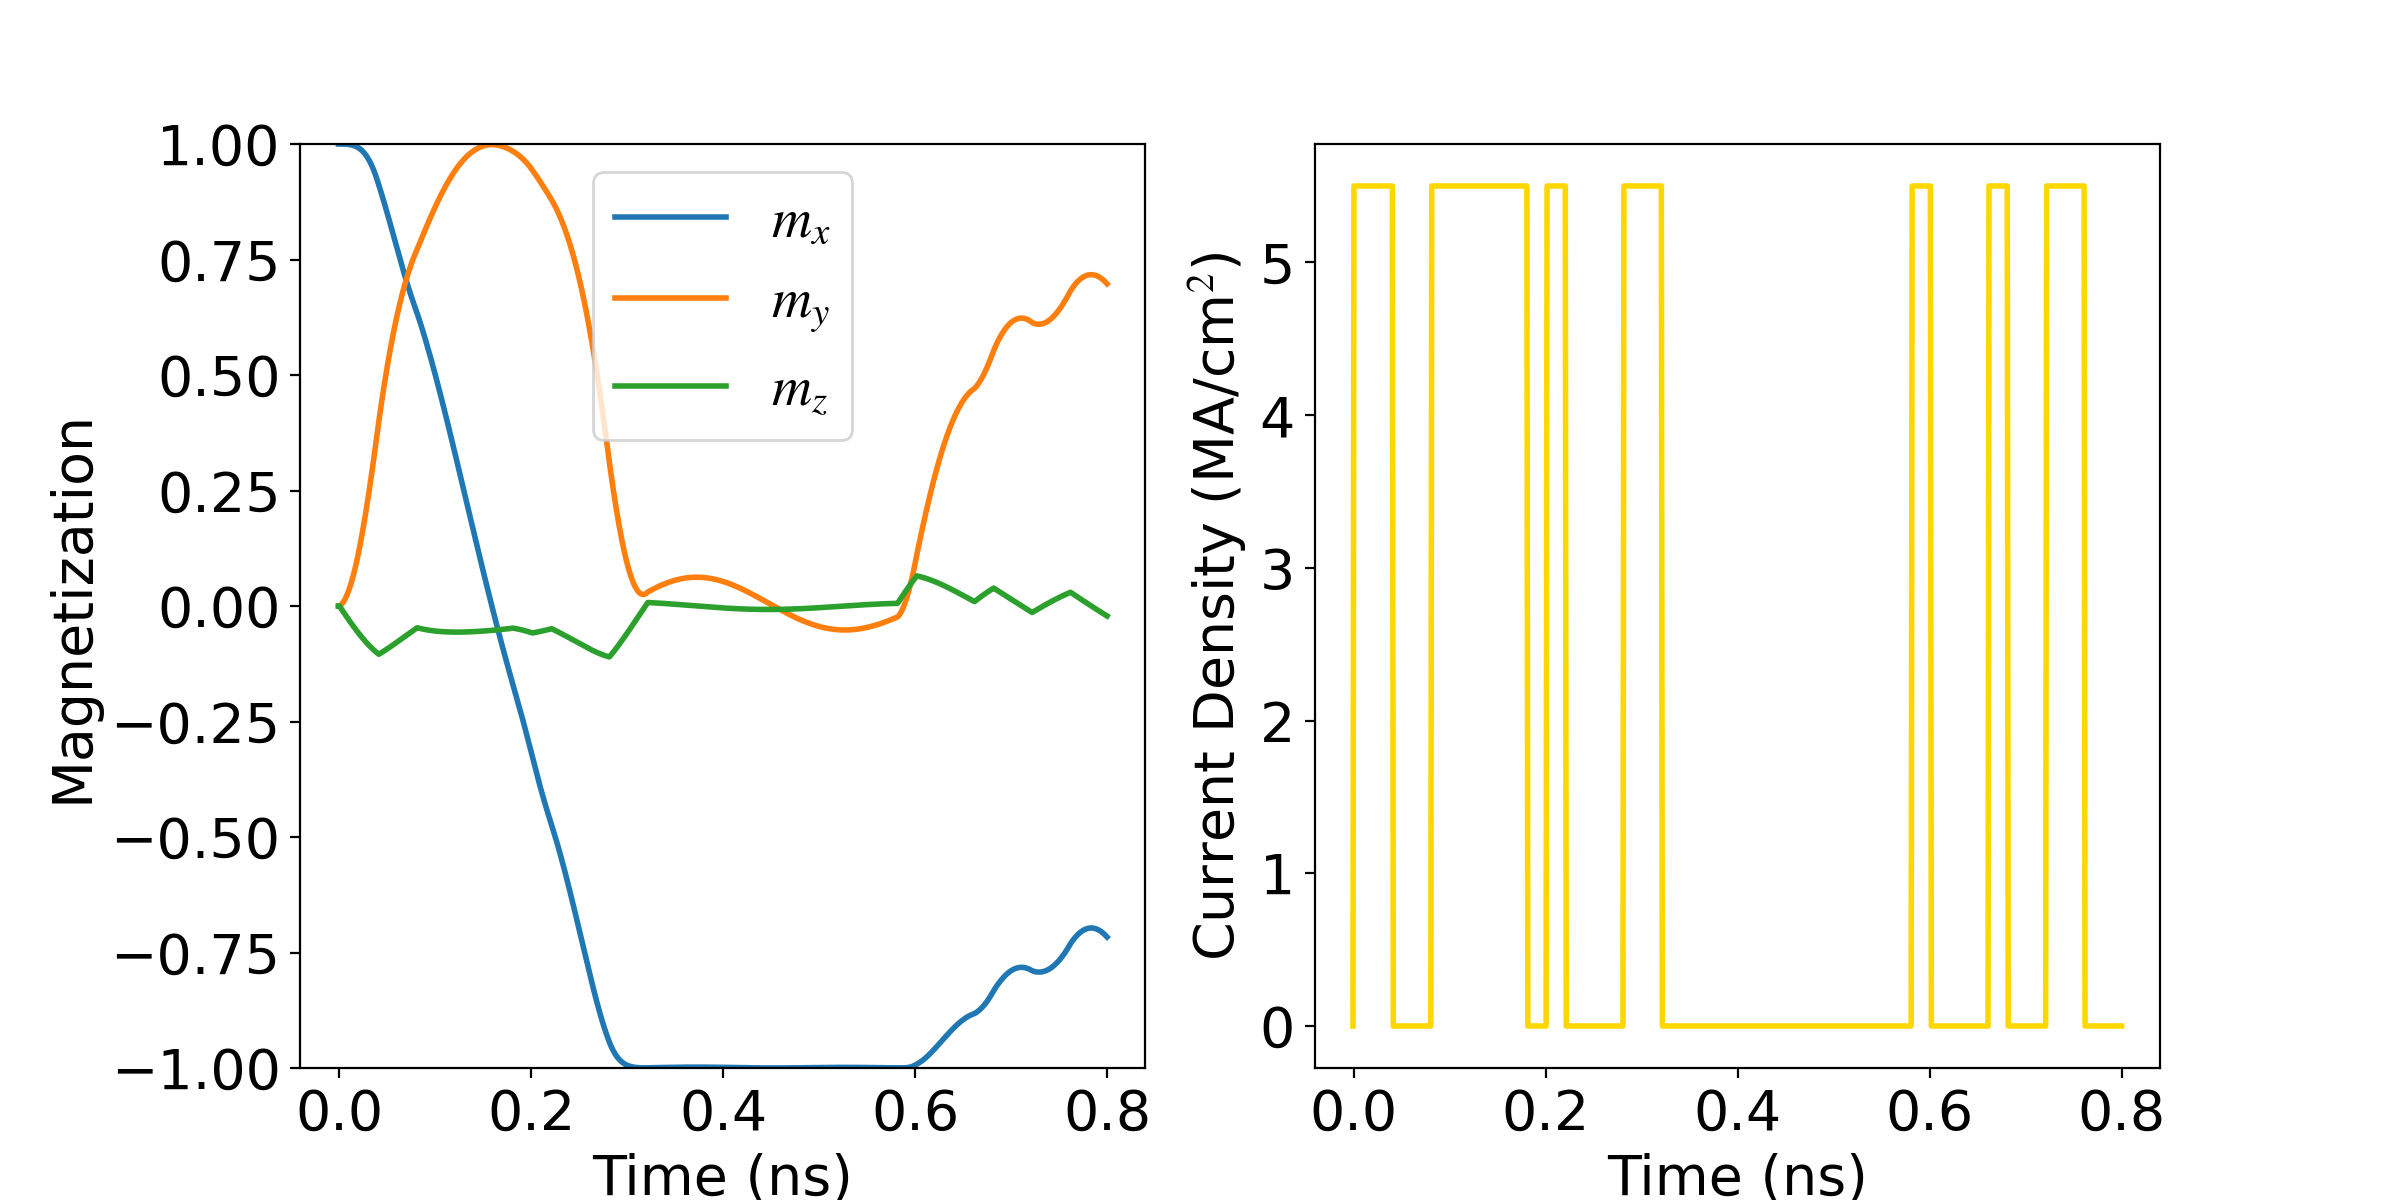 Magnetization
1.00
0.75
0.50
0.25
0.00
−0.25
−0.50
−0.75
−1.00
0.0 0.2 0.4 0.6 0.8
Time (ns)
m_x
m_y
m_z
Current Density (MA/cm²)
5
4
3
2
1
0
0.0 0.2 0.4 0.6 0.8
Time (ns)